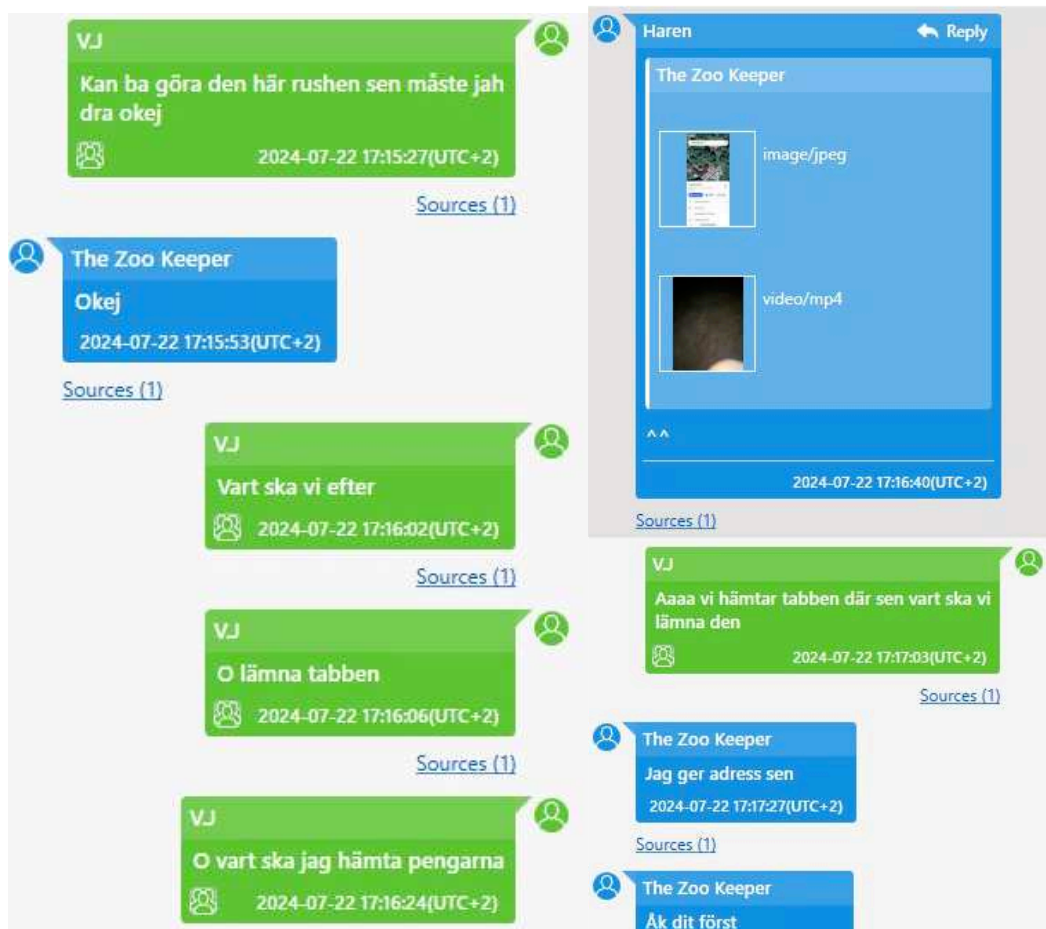 V.J
Kan ba göra den här rushen sen måste jah
dra okej
2024-07-22 17:15:27(UTC+2)
Sources (1)
The Zoo Keeper
Okej
2024-07-22 17:15:53(UTC+2)
Sources (1)
V.J
Vart ska vi efter
2024-07-22 17:16:02(UTC+2)
Sources (1)
V.J
O lämna tabben
2024-07-22 17:16:06(UTC+2)
Sources (1)
V.J
O vart ska jag hämta pengarna
2024-07-22 17:16:24(UTC+2)
Haren
Reply
The Zoo Keeper
image/jpeg
video/mp4
^^
2024-07-22 17:16:40(UTC+2)
Sources (1)
V.J
Aaaa vi hämtar tabben där sen vart ska vi
lämna den
2024-07-22 17:17:03(UTC+2)
Sources (1)
The Zoo Keeper
Jag ger adress sen
2024-07-22 17:17:27(UTC+2)
Sources (1)
The Zoo Keeper
Åk dit först